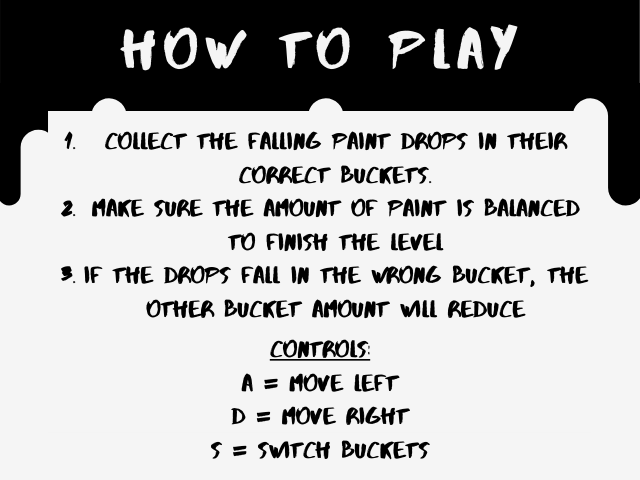 HOW TO PLAY
1. COLLECT THE FALLING PAINT DROPS IN THEIR
CORRECT BUCKETS.
2. MAKE SURE THE AMOUNT OF PAINT IS BALANCED
TO FINISH THE LEVEL
3. IF THE DROPS FALL IN THE WRONG BUCKET, THE
OTHER BUCKET AMOUNT WILL REDUCE
CONTROLS:
A = MOVE LEFT
D = MOVE RIGHT
S = SWITCH BUCKETS